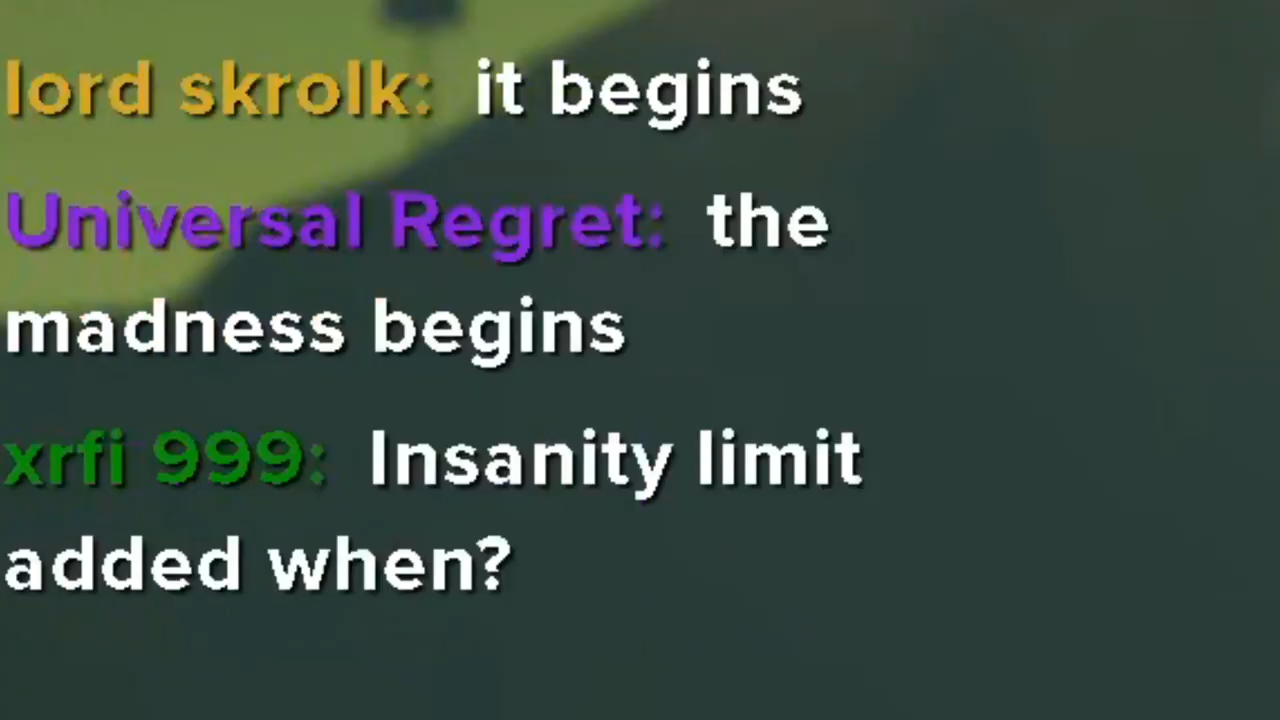 lord skrolk: it begins
Universal Regret: the
madness begins
xrfi 999: Insanity limit
added when?